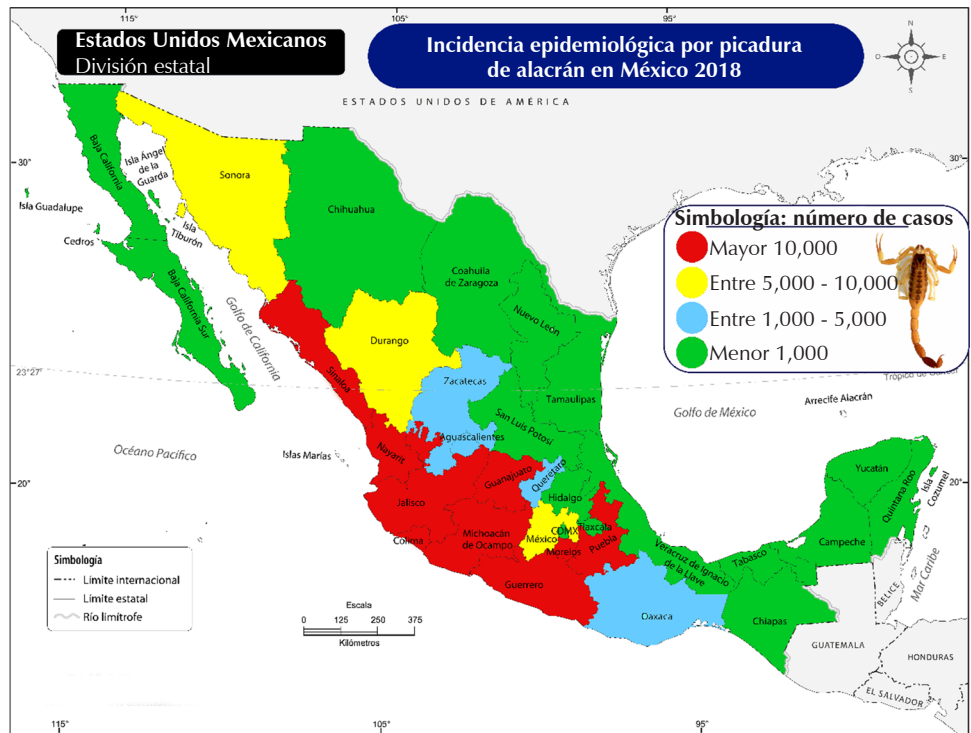 115°
105°
95°
Estados Unidos Mexicanos
División estatal
Incidencia epidemiológica por picadura
de alacrán en México 2018
N
O
E
S
ESTADOS UNIDOS DE AMÉRICA
30°
30°
Baja California
Isla Ángel
de la
Guarda
Sonora
Chihuahua
Isla Guadalupe
Isla
Tiburón
Cedros
Coahuila
de Zaragoza
Simbología: número de casos
Mayor 10,000
Entre 5,000 - 10,000
Entre 1,000 - 5,000
Menor 1,000
Baja California Sur
Golfo de California
Nuevo León
Durango
23°27'
Sinaloa
Zacatecas
Tamaulipas
Trópico de
Arrecife Alacrán
Golfo de México
San Luis Potosí
Aguascalientes
Océano Pacífico
Islas Marías
Nayarit
Guanajuato
Querétaro
Yucatán
Quintana Roo
Isla
Cozumel
20°
20°
Jalisco
Hidalgo
Colima
Michoacán
de Ocampo
México
CDMX
Tlaxcala
Morelos
Puebla
Veracruz de Ignacio
de la Llave
Tabasco
Campeche
Mar Caribe
BELICE
Simbología
Límite internacional
Límite estatal
Río limítrofe
Guerrero
Oaxaca
Chiapas
Escala
0 125 250 375
Kilómetros
GUATEMALA
HONDURAS
EL SALVADOR
115°
105°
95°